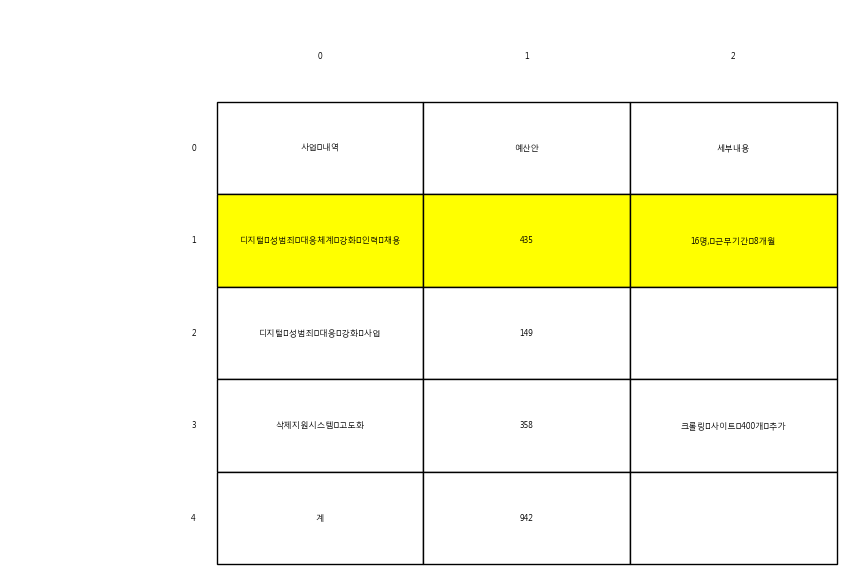 0 1 2
0 사업 내역 예산안 세부내용
1 디지털 성범죄 대응체계 강화 인력 채용 435 16명, 근무기간 8개월
2 디지털 성범죄 대응 강화 사업 149
3 삭제지원시스템 고도화 358 크롤링 사이트 400개 추가
4 계 942